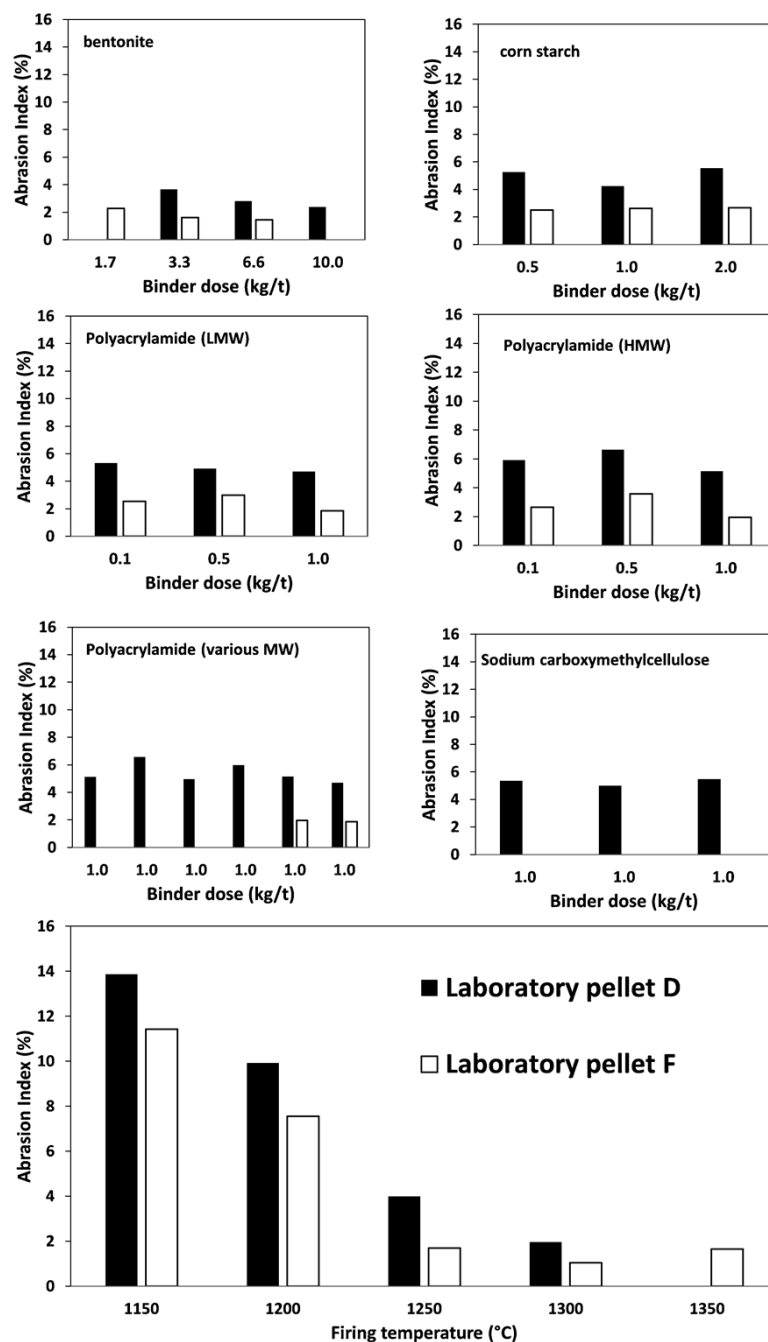 bentonite
Abrasion Index (%)
16
14
12
10
8
6
4
2
0
1.7 3.3 6.6 10.0
Binder dose (kg/t)
corn starch
Abrasion Index (%)
16
14
12
10
8
6
4
2
0
0.5 1.0 2.0
Binder dose (kg/t)
Polyacrylamide (LMW)
Abrasion Index (%)
16
14
12
10
8
6
4
2
0
0.1 0.5 1.0
Binder dose (kg/t)
Polyacrylamide (HMW)
Abrasion Index (%)
16
14
12
10
8
6
4
2
0
0.1 0.5 1.0
Binder dose (kg/t)
Polyacrylamide (various MW)
Abrasion Index (%)
16
14
12
10
8
6
4
2
0
1.0 1.0 1.0 1.0 1.0 1.0
Binder dose (kg/t)
Sodium carboxymethylcellulose
Abrasion Index (%)
16
14
12
10
8
6
4
2
0
1.0 1.0 1.0
Binder dose (kg/t)
Abrasion Index (%)
16
14
12
10
8
6
4
2
0
Laboratory pellet D
Laboratory pellet F
1150 1200 1250 1300 1350
Firing temperature (°C)